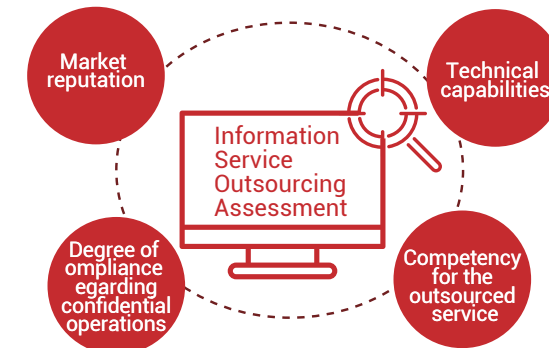 Market
reputation
Technical
capabilities
Information
Service
Outsourcing
Assessment
Degree of
ompliance
egarding
confidential
operations
Competency
for the
outsourced
service